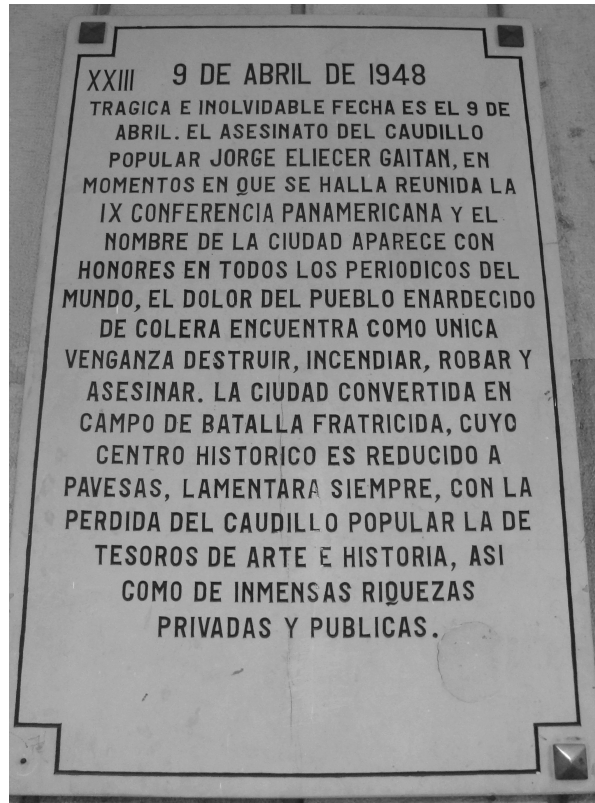 XXIII 9 DE ABRIL DE 1948
TRAGICA E INOLVIDABLE FECHA ES EL 9 DE
ABRIL. EL ASESINATO DEL CAUDILLO
POPULAR JORGE ELIECER GAITAN, EN
MOMENTOS EN QUE SE HALLA REUNIDA LA
IX CONFERENCIA PANAMERICANA Y EL
NOMBRE DE LA CIUDAD APARECE CON
HONORES EN TODOS LOS PERIODICOS DEL
MUNDO, EL DOLOR DEL PUEBLO ENARDECIDO
DE COLERA ENCUENTRA COMO UNICA
VENGANZA DESTRUIR, INCENDIAR, ROBAR Y
ASESINAR. LA CIUDAD CONVERTIDA EN
CAMPO DE BATALLA FRATRICIDA, CUYO
CENTRO HISTORICO ES REDUCIDO A
PAVESAS, LAMENTARA SIEMPRE, CON LA
PERDIDA DEL CAUDILLO POPULAR LA DE
TESOROS DE ARTE E HISTORIA, ASI
COMO DE INMENSAS RIQUEZAS
PRIVADAS Y PUBLICAS.